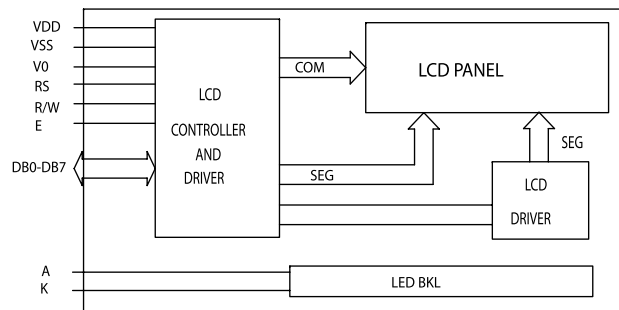 VDD
VSS
V0
RS
R/W
E
DB0-DB7
A
K
LCD
CONTROLLER
AND
DRIVER
COM
SEG
LCD PANEL
SEG
LCD
DRIVER
LED BKL